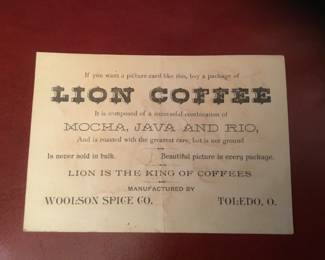 If you want a picture card like this, buy a package of
LION COFFEE
It is composed of a successful combination of
MOCHA, JAVA AND RIO,
And is roasted with the greatest care, but is not ground
Is never sold in bulk. Beautiful picture in every package.
LION IS THE KING OF COFFEES
MANUFACTURED BY
WOOLSON SPICE CO. TOLEDO, O.